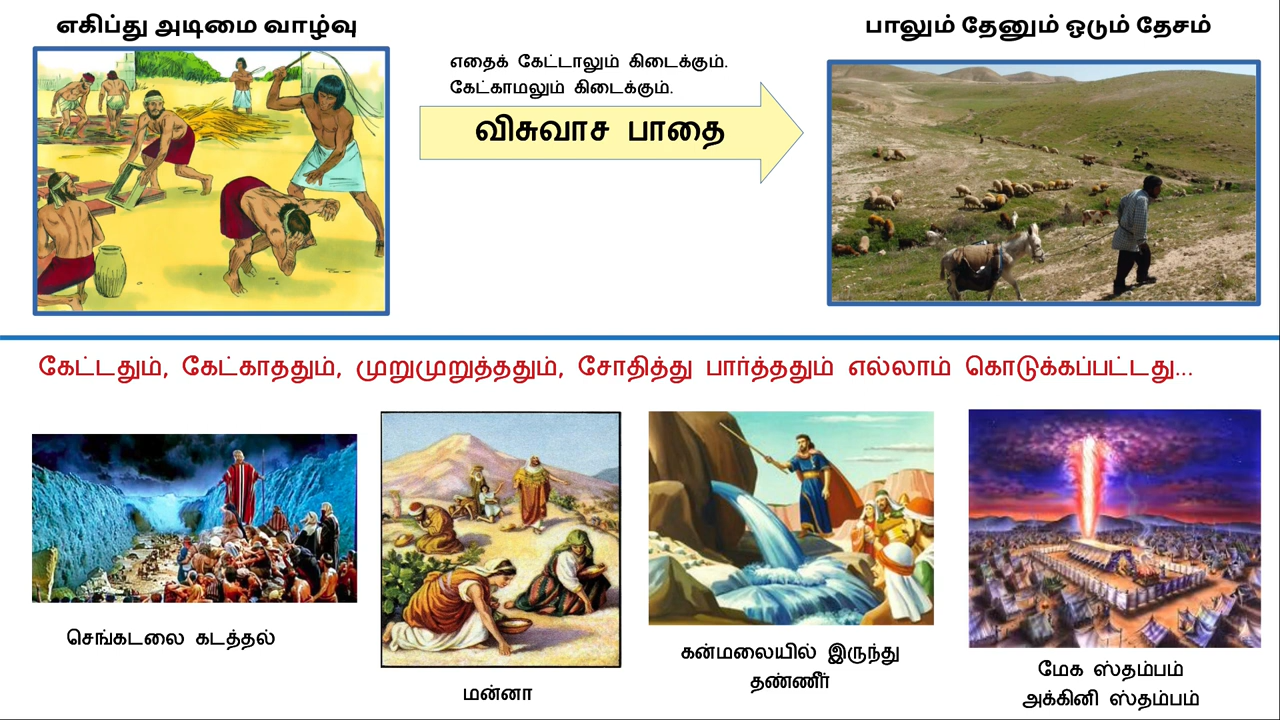 எகிப்து அடிமை வாழ்வு
பாலும் தேனும் ஓடும் தேசம்
எதைக் கேட்டாலும் கிடைக்கும்.
கேட்காமலும் கிடைக்கும்.
விசுவாச பாதை
கேட்டதும், கேட்காததும், முறுமுறுத்ததும், சோதித்து பார்த்ததும் எல்லாம் கொடுக்கப்பட்டது...
செங்கடலை கடத்தல்
மன்னா
கன்மலையில் இருந்து
தண்ணீர்
மேக ஸ்தம்பம்
அக்கினி ஸ்தம்பம்